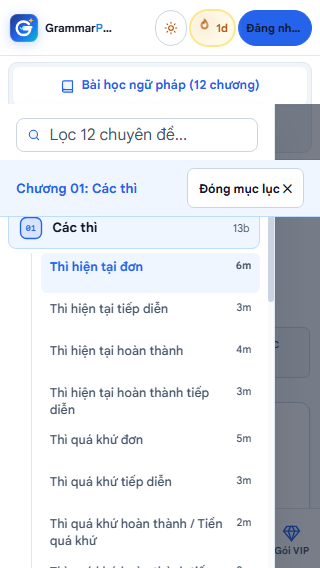 GrammarP...
1d
Đăng nh...
Bài học ngữ pháp (12 chương)
Lọc 12 chuyên đề...
Chương 01: Các thì
Đóng mục lục
01 Các thì 13b
Thì hiện tại đơn 6m
Thì hiện tại tiếp diễn 3m
Thì hiện tại hoàn thành 4m
Thì hiện tại hoàn thành tiếp
diễn 3m
Thì quá khứ đơn 5m
Thì quá khứ tiếp diễn 3m
Thì quá khứ hoàn thành / Tiền
quá khứ 2m
Gói VIP